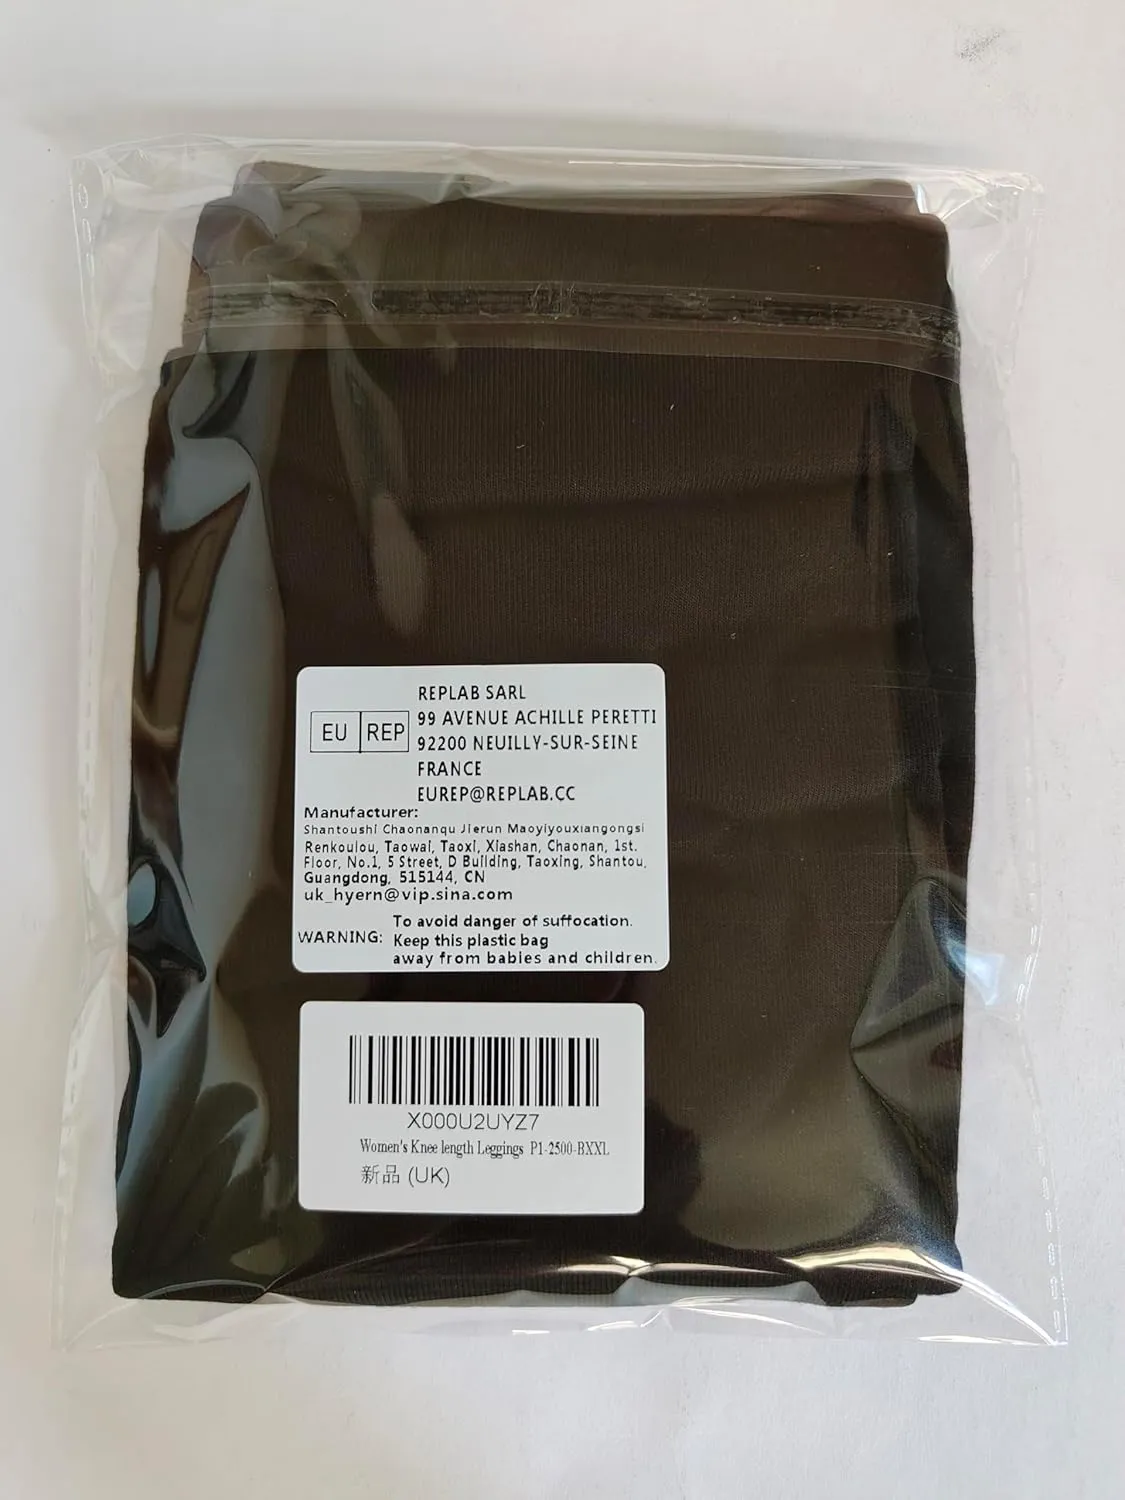 REPLAB SARL
EU REP
99 AVENUE ACHILLE PERETTI
92200 NEUILLY-SUR-SEINE
FRANCE
EUREP@REPLAB.CC
Manufacturer:
Shantoushi Chaonanqu Jierun Maoyiyouxiangongsi
Renkoulou, Taowai, Taoxi, Xiashan, Chaonan, 1st.
Floor, No.1, 5 Street, D Building, Taoxing, Shantou,
Guangdong, 515144, CN
uk_hyern@vip.sina.com
WARNING: To avoid danger of suffocation.
Keep this plastic bag
away from babies and children.
X000U2UYZ7
Women's Knee length Leggings P1-2500-BXXL
新品 (UK)